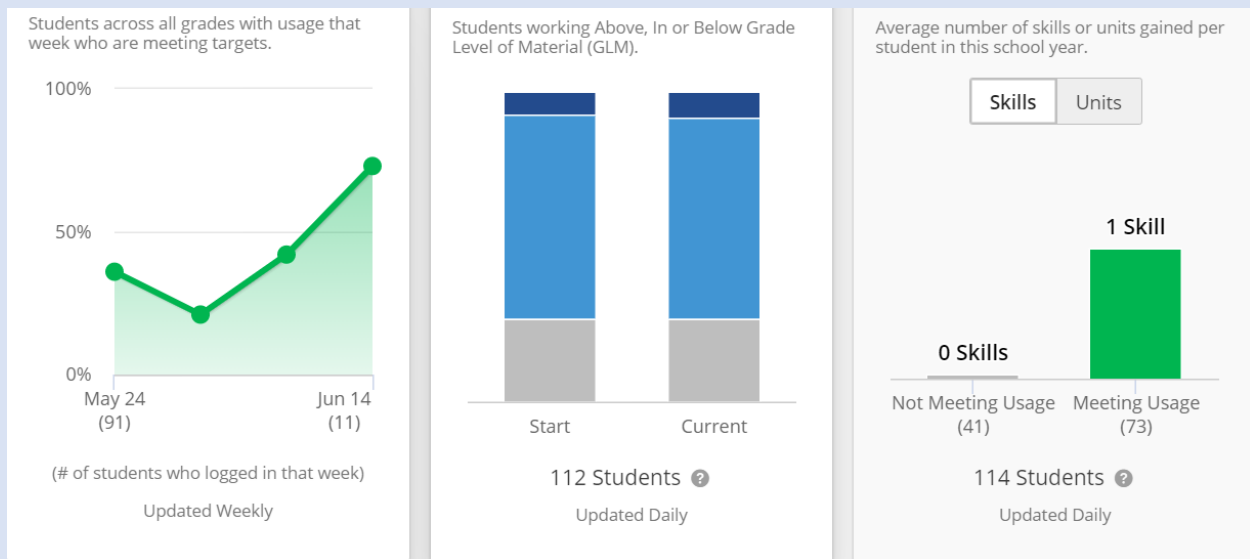 Students across all grades with usage that
week who are meeting targets.
100%
50%
0%
May 24
(91)
Jun 14
(11)
(# of students who logged in that week)
Updated Weekly
Students working Above, In or Below Grade
Level of Material (GLM).
Start
Current
112 Students ?
Updated Daily
Average number of skills or units gained per
student in this school year.
Skills
Units
1 Skill
0 Skills
Not Meeting Usage
(41)
Meeting Usage
(73)
114 Students ?
Updated Daily